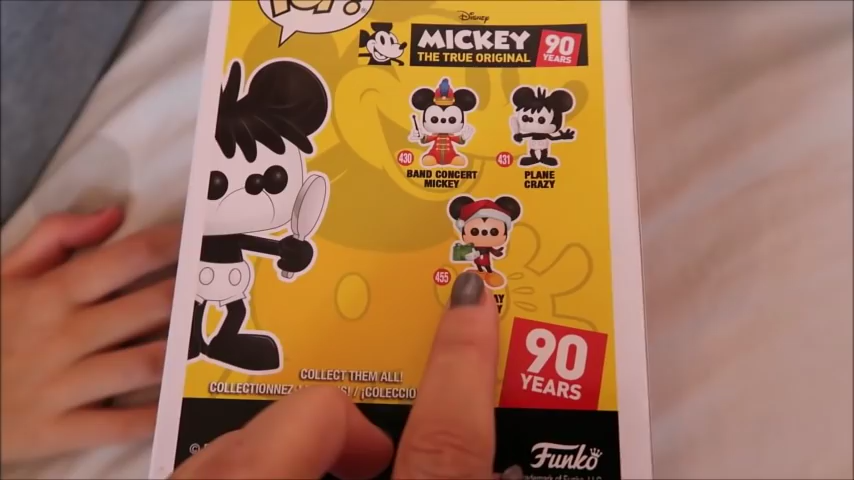 POP!
Disney
MICKEY
THE TRUE ORIGINAL
90
YEARS
430
BAND CONCERT
MICKEY
431
PLANE
CRAZY
455
90
YEARS
COLLECT THEM ALL!
COLLECTIONNEZ
Funko